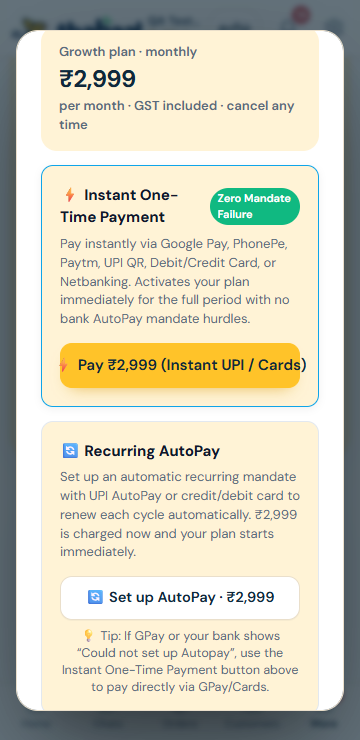 Growth plan · monthly
₹2,999
per month · GST included · cancel any
time
⚡ Instant One-
Time Payment
Zero Mandate
Failure
Pay instantly via Google Pay, PhonePe,
Paytm, UPI QR, Debit/Credit Card, or
Netbanking. Activates your plan
immediately for the full period with no
bank AutoPay mandate hurdles.
⚡ Pay ₹2,999 (Instant UPI / Cards)
🔄 Recurring AutoPay
Set up an automatic recurring mandate
with UPI AutoPay or credit/debit card to
renew each cycle automatically. ₹2,999
is charged now and your plan starts
immediately.
🔄 Set up AutoPay · ₹2,999
💡 Tip: If GPay or your bank shows
“Could not set up Autopay”, use the
Instant One-Time Payment button above
to pay directly via GPay/Cards.